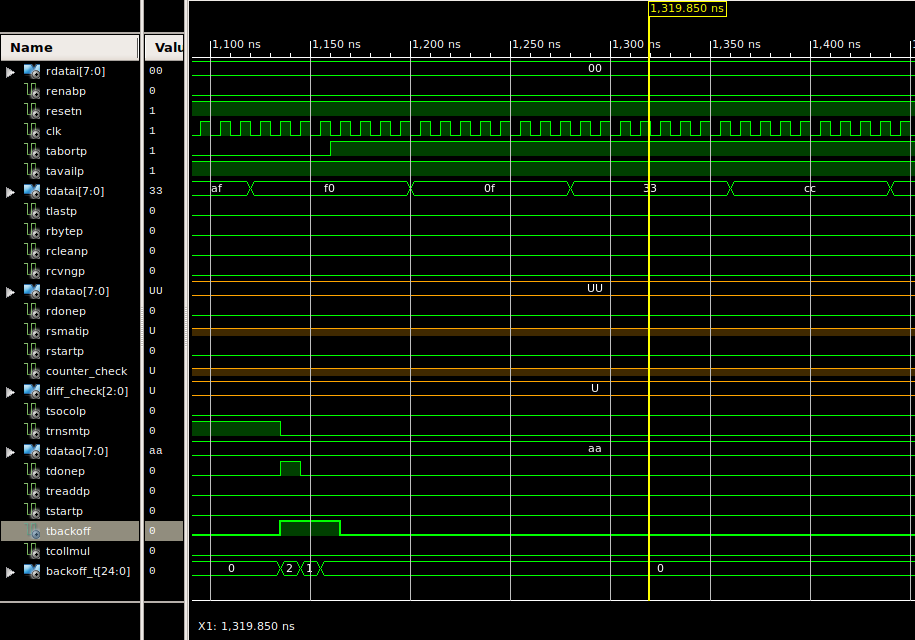 1,319.850 ns
Name Valu 1,100 ns 1,150 ns 1,200 ns 1,250 ns 1,300 ns 1,350 ns 1,400 ns
rdatai[7:0] 00 00
renabp 0
resetn 1
clk 1
tabortp 1
tavailp 1
tdatai[7:0] 33 af f0 0f 33 cc
tlastp 0
rbytep 0
rcleanp 0
rcvngp 0
rdatao[7:0] UU UU
rdonep 0
rsmatip U
rstartp 0
counter_check U
diff_check[2:0] U U
tsocolp 0
trnsmtp 0
tdatao[7:0] aa aa
tdonep 0
treaddp 0
tstartp 0
tbackoff 0
tcollmul 0
backoff_t[24:0] 0 0 2 1 0
X1: 1,319.850 ns